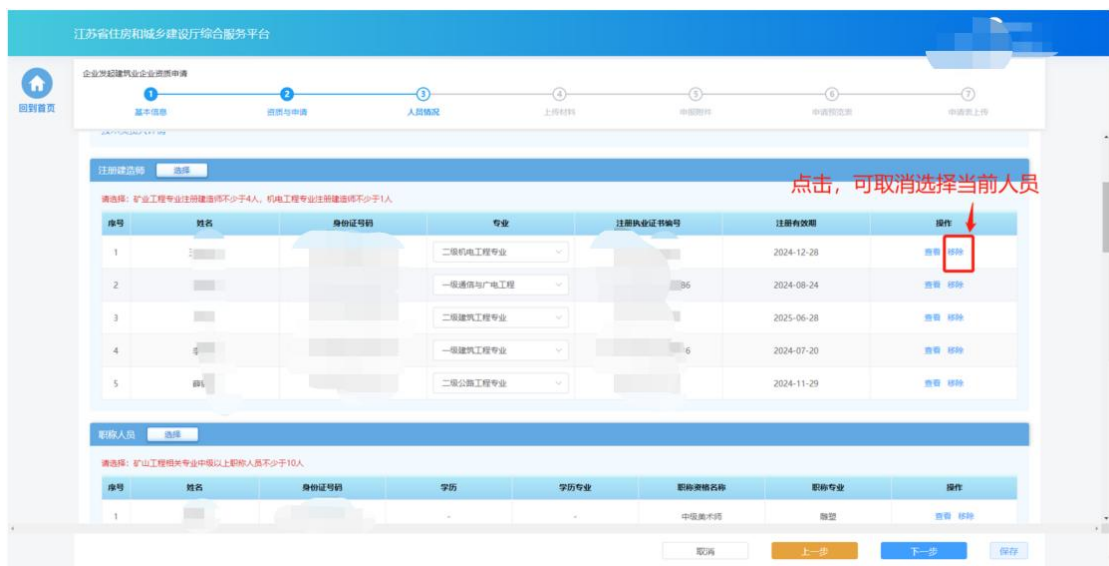 江苏省住房和城乡建设厅综合服务平台
企业发起建筑业企业资质申请
1 2 3 4 5 6 7
回到首页
基本信息 资质与申请 人员情况 上传材料 申请预览表 申请表上传
注册建造师 选择
点击，可取消选择当前人员
请选择：矿业工程专业注册建造师不少于4人、机电工程专业注册建造师不少于1人
序号 姓名 身份证号码 专业 注册执业证书编号 注册有效期 操作
1 二级机电工程专业 2024-12-28 查看 移除
2 一级通信与广电工程 86 2024-08-24 查看 移除
3 二级建筑工程专业 2025-06-28 查看 移除
4 一级建筑工程专业 6 2024-07-20 查看 移除
5 二级公路工程专业 2024-11-29 查看 移除
职称人员 选择
请选择：矿山工程相关专业中级以上职称人员不少于10人
序号 姓名 身份证号码 学历 学历专业 职称资格名称 职称专业 操作
1 - - 中级美术师 雕塑 查看 移除
取消 上一步 下一步 保存